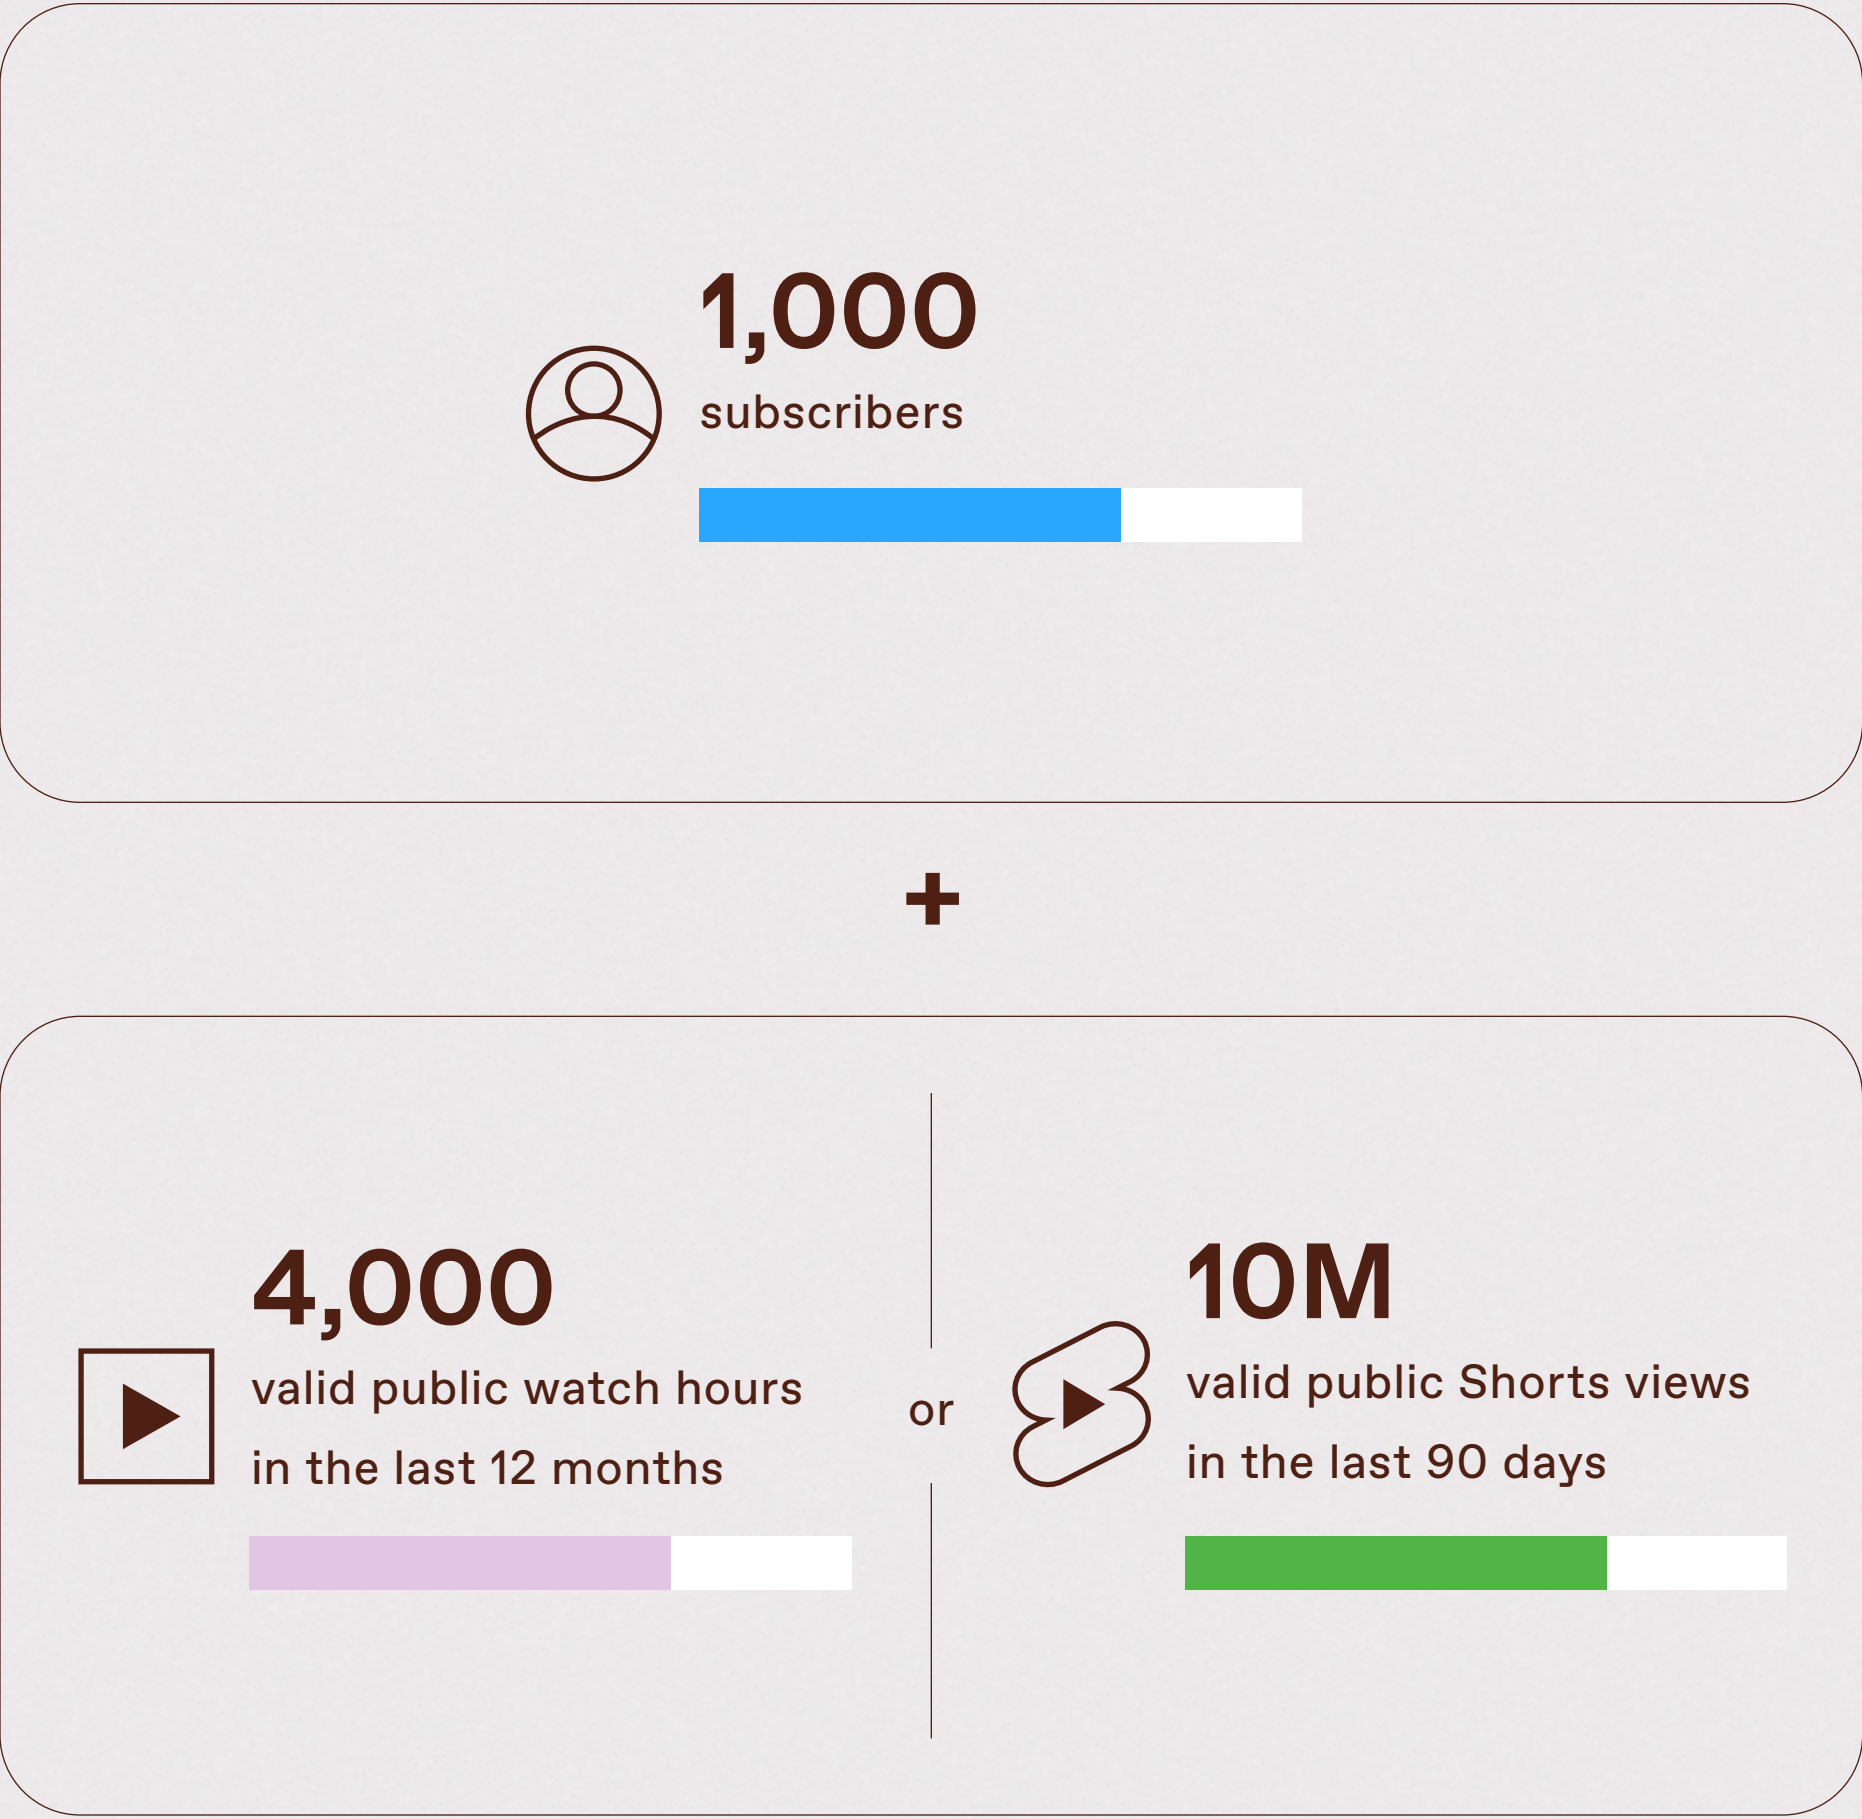 1,000
subscribers
+
4,000
valid public watch hours
in the last 12 months
or
10M
valid public Shorts views
in the last 90 days